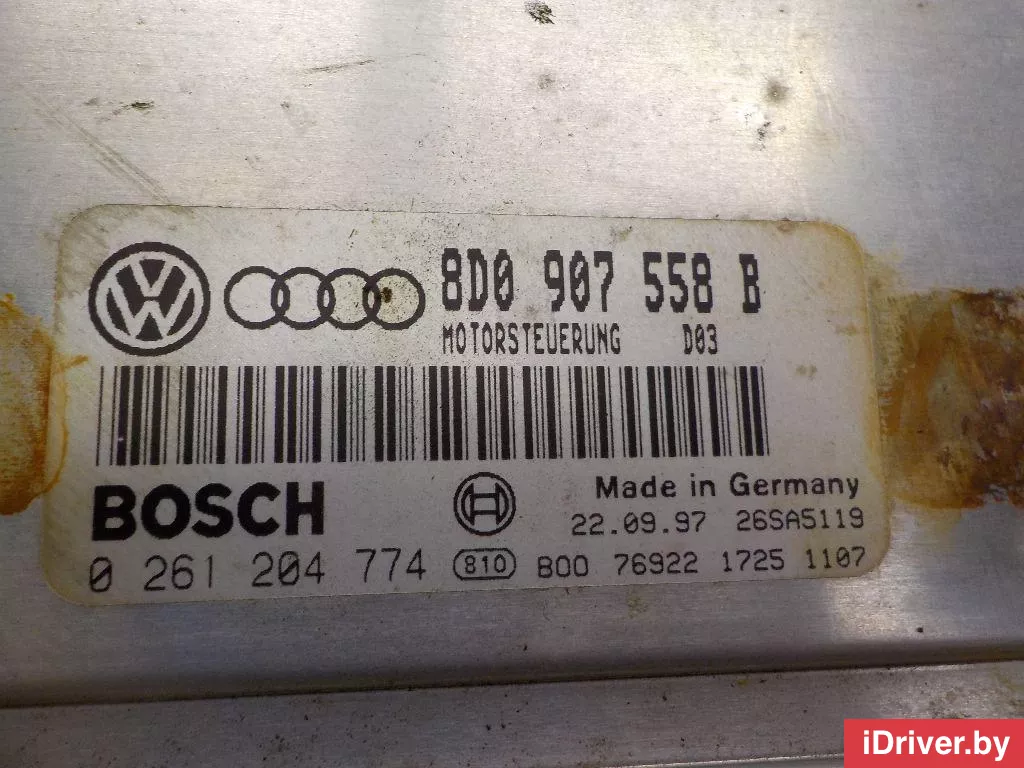 8D0 907 558 B
MOTORSTEUERUNG D03
BOSCH
Made in Germany
22.09.97 26SA5119
0 261 204 774 810 B00 76922 1725 1107
iDriver.by